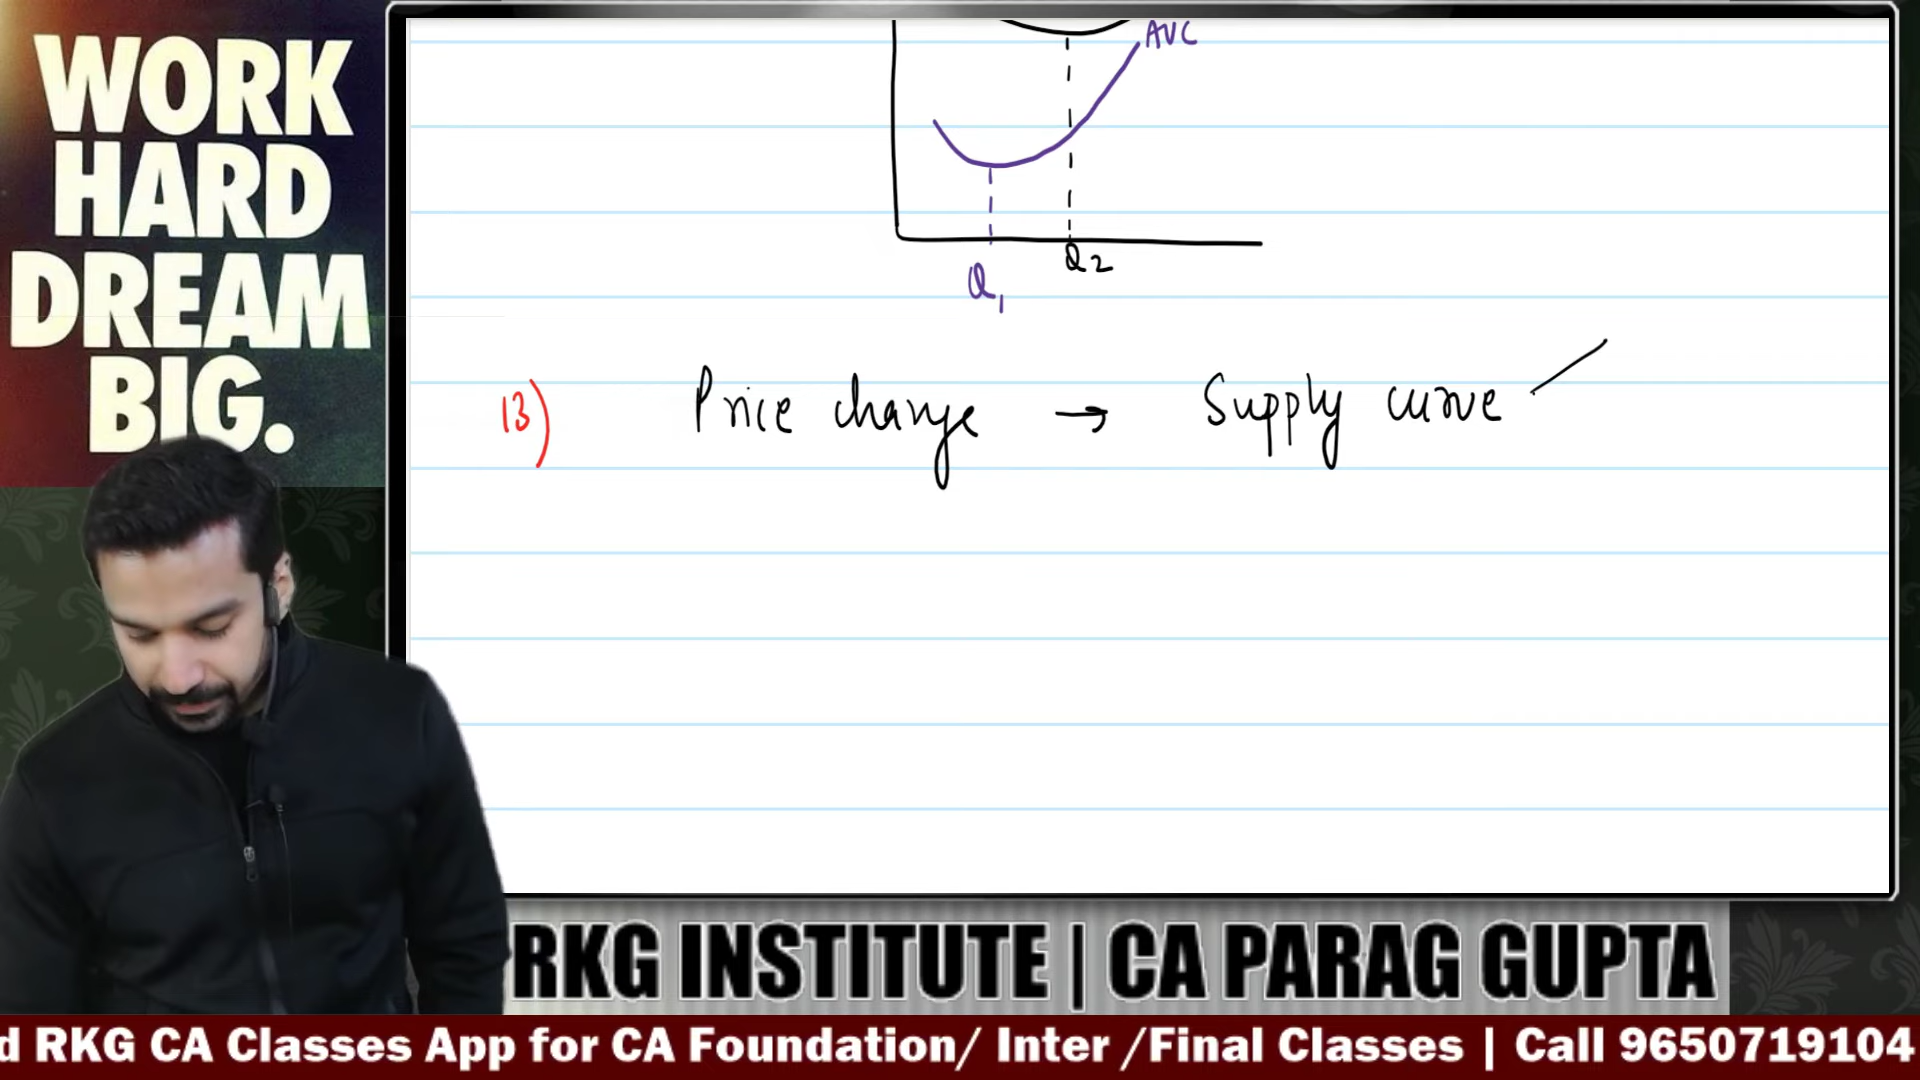 WORK
HARD
DREAM
BIG.
AVC
Q1
Q2
13) Price change → Supply curve
RKG INSTITUTE | CA PARAG GUPTA
d RKG CA Classes App for CA Foundation/ Inter /Final Classes | Call 9650719104